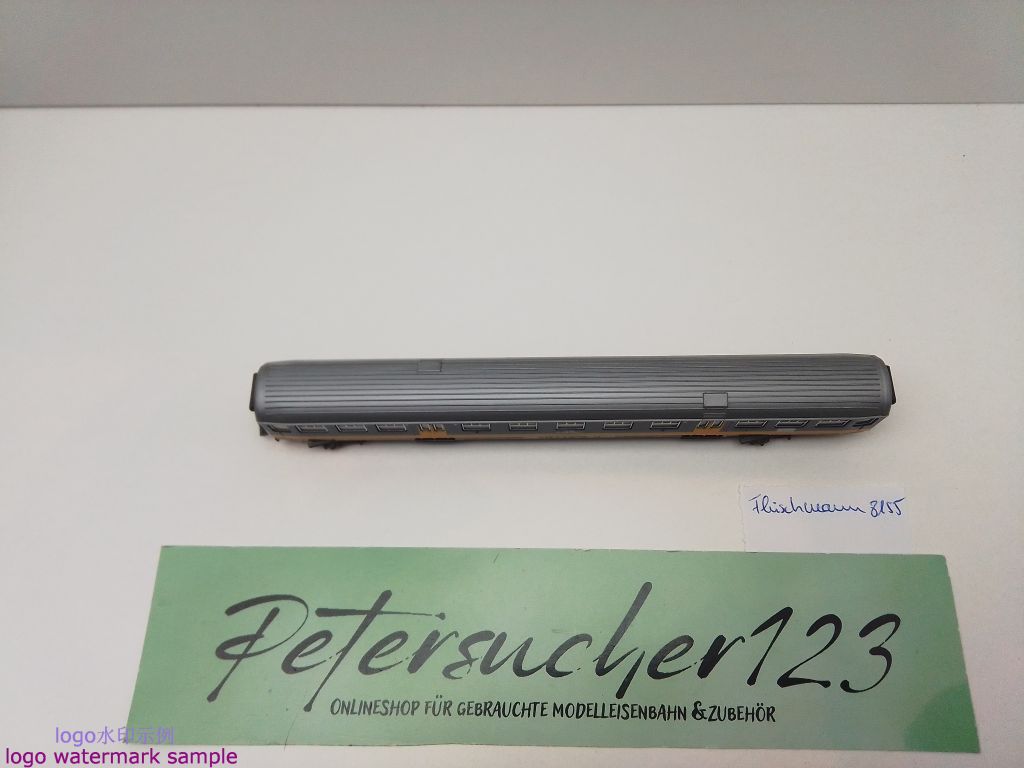 Fleischmann 8155
Petersucher123
ONLINESHOP FÜR GEBRAUCHTE MODELLEISENBAHN & ZUBEHÖR
logo水印示例
logo watermark sample